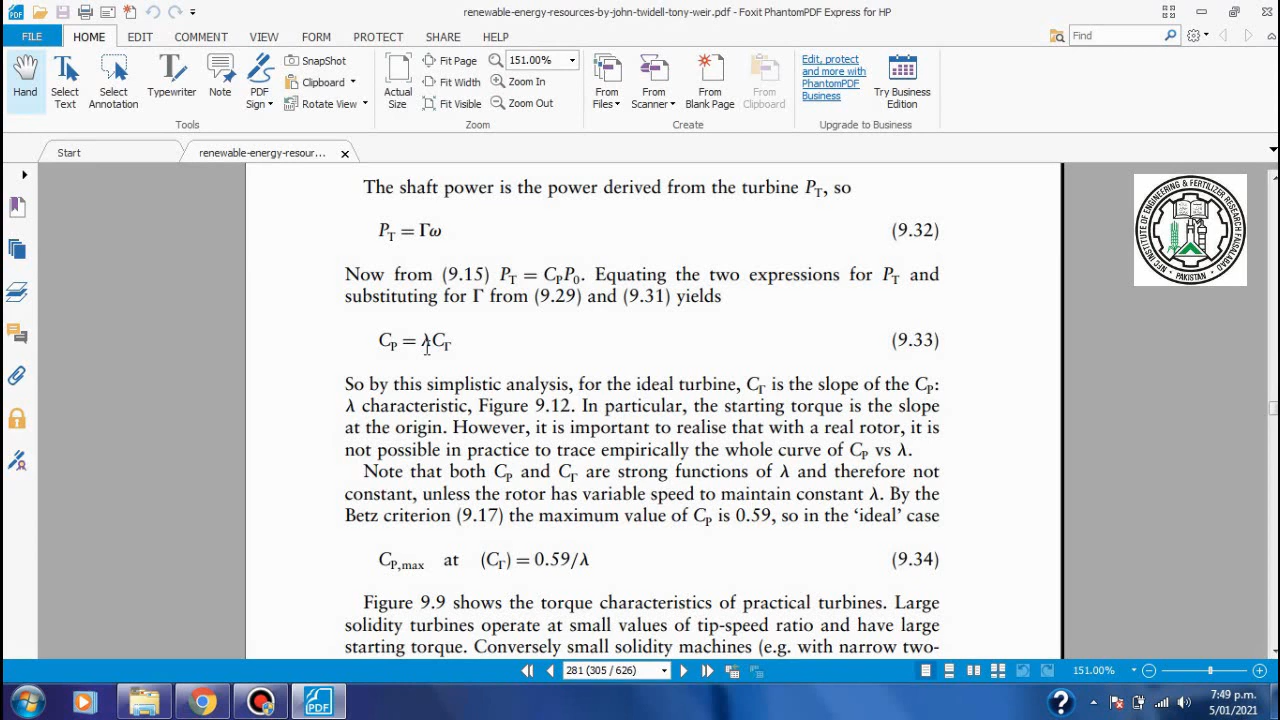 renewable-energy-resources-by-john-twidell-tony-weir.pdf - Foxit PhantomPDF Express for HP
FILE HOME EDIT COMMENT VIEW FORM PROTECT SHARE HELP
Find
Hand
Select Text
Select Annotation
Typewriter
Note
PDF Sign
SnapShot
Clipboard
Rotate View
Tools
Actual Size
Fit Page
Fit Width
Fit Visible
151.00%
Zoom In
Zoom Out
Zoom
From Files
From Scanner
From Blank Page
From Clipboard
Create
Edit, protect
and more with
PhantomPDF
Business
Try Business Edition
Upgrade to Business
Start
renewable-energy-resour...
The shaft power is the power derived from the turbine P_T, so
P_T = Γω (9.32)
Now from (9.15) P_T = C_P P_0. Equating the two expressions for P_T and
substituting for Γ from (9.29) and (9.31) yields
C_P = λC_Γ (9.33)
So by this simplistic analysis, for the ideal turbine, C_Γ is the slope of the C_P:
λ characteristic, Figure 9.12. In particular, the starting torque is the slope
at the origin. However, it is important to realise that with a real rotor, it is
not possible in practice to trace empirically the whole curve of C_P vs λ.
Note that both C_P and C_Γ are strong functions of λ and therefore not
constant, unless the rotor has variable speed to maintain constant λ. By the
Betz criterion (9.17) the maximum value of C_P is 0.59, so in the ‘ideal’ case
C_P,max at (C_Γ) = 0.59/λ (9.34)
Figure 9.9 shows the torque characteristics of practical turbines. Large
solidity turbines operate at small values of tip-speed ratio and have large
starting torque. Conversely small solidity machines (e.g. with narrow two-
NFC INSTITUTE OF ENGINEERING & FERTILIZER RESEARCH FAISALABAD
PAKISTAN
281 (305 / 626)
151.00%
7:49 p.m.
5/01/2021